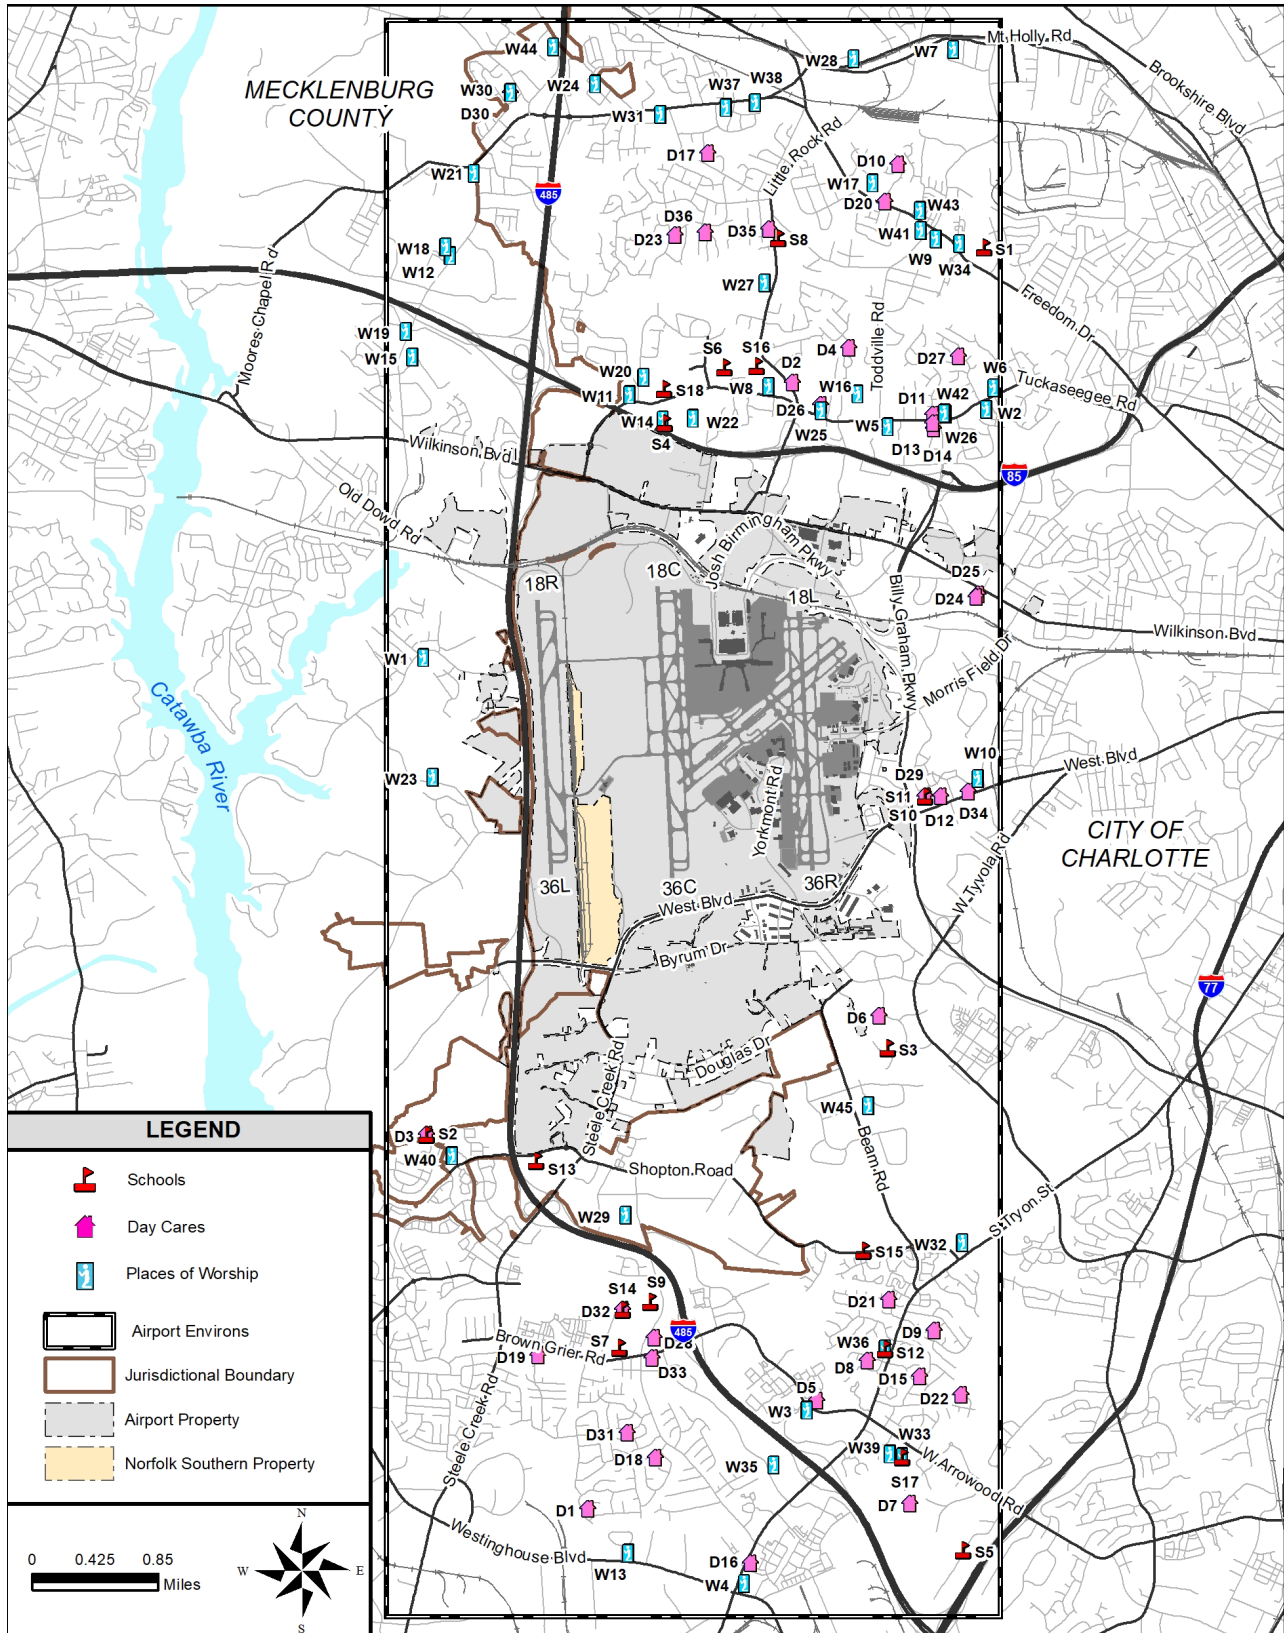 MECKLENBURG
COUNTY
W44
W30
D30
W24
W31
W37
W38
W28
W7
Mt Holly Rd
Brookshire Blvd
W21
485
D17
Little Rock Rd
D10
W17
D20
W43
W41
W9
W34
S1
D36
D23
D35
S8
W18
W12
W27
Moores Chapel Rd
W19
W15
Freedom Dr
Toddville Rd
S6
S16
D2
D4
D27
W6
W20
W11
S18
W8
W16
D11
W42
Tuckaseegee Rd
W2
W14
S4
W22
D26
W25
W5
D13
D14
W26
Wilkinson Blvd
85
Old Dowd Rd
18R
18C
Josh Birmingham Pkwy
18L
Billy Graham Pkwy
D25
D24
Wilkinson Blvd
W1
Morris Field Dr
Catawba River
W23
Yorkmont Rd
D29
S11
S10
D12
D34
W10
West Blvd
CITY OF
CHARLOTTE
W Tyvola Rd
36L
36C
36R
West Blvd
Byrum Dr
77
D6
S3
Douglas Dr
Steele Creek Rd
W45
Beam Rd
LEGEND
Schools
Day Cares
Places of Worship
Airport Environs
Jurisdictional Boundary
Airport Property
Norfolk Southern Property
0 0.425 0.85
Miles
N
W E
S
D3
S2
W40
S13
Shopton Road
W29
S15
W32
S Tryon St
S14
S9
D32
485
D21
S7
D28
D33
Brown Grier Rd
D19
W36
S12
D9
D8
D15
D22
D5
W3
Steele Creek Rd
D31
D18
W35
W39
W33
S17
W Arrowood Rd
D7
D1
Westinghouse Blvd
W13
D16
W4
S5